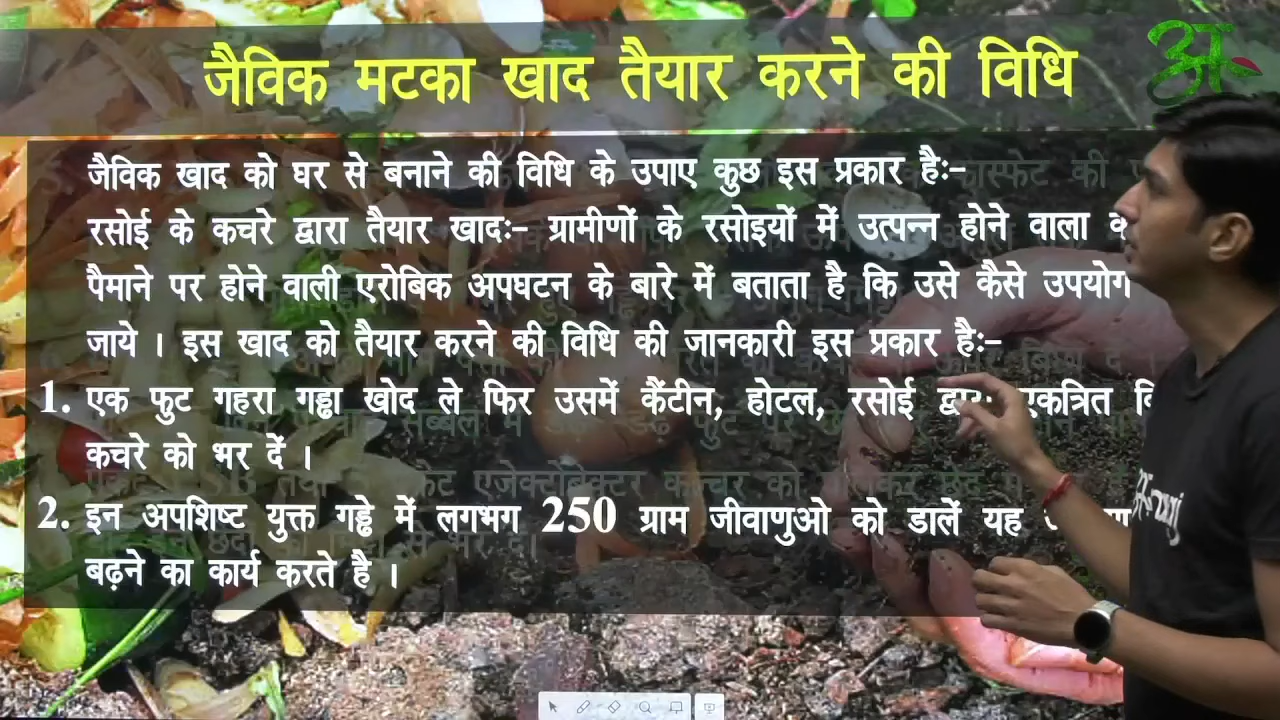 जैविक मटका खाद तैयार करने की विधि
अ
जैविक खाद को घर से बनाने की विधि के उपाए कुछ इस प्रकार हैः-
रसोई के कचरे द्वारा तैयार खादः- ग्रामीणों के रसोइयों में उत्पन्न होने वाला
पैमाने पर होने वाली एरोबिक अपघटन के बारे में बताता है कि उसे कैसे उपयोग
जाये । इस खाद को तैयार करने की विधि की जानकारी इस प्रकार हैः-
1. एक फुट गहरा गड्ढा खोद ले फिर उसमें कैंटीन, होटल, रसोई द्वारा एकत्रित
कचरे को भर दें ।
2. इन अपशिष्ट युक्त गड्ढे में लगभग 250 ग्राम जीवाणुओ को डालें यह
बढ़ने का कार्य करते है ।